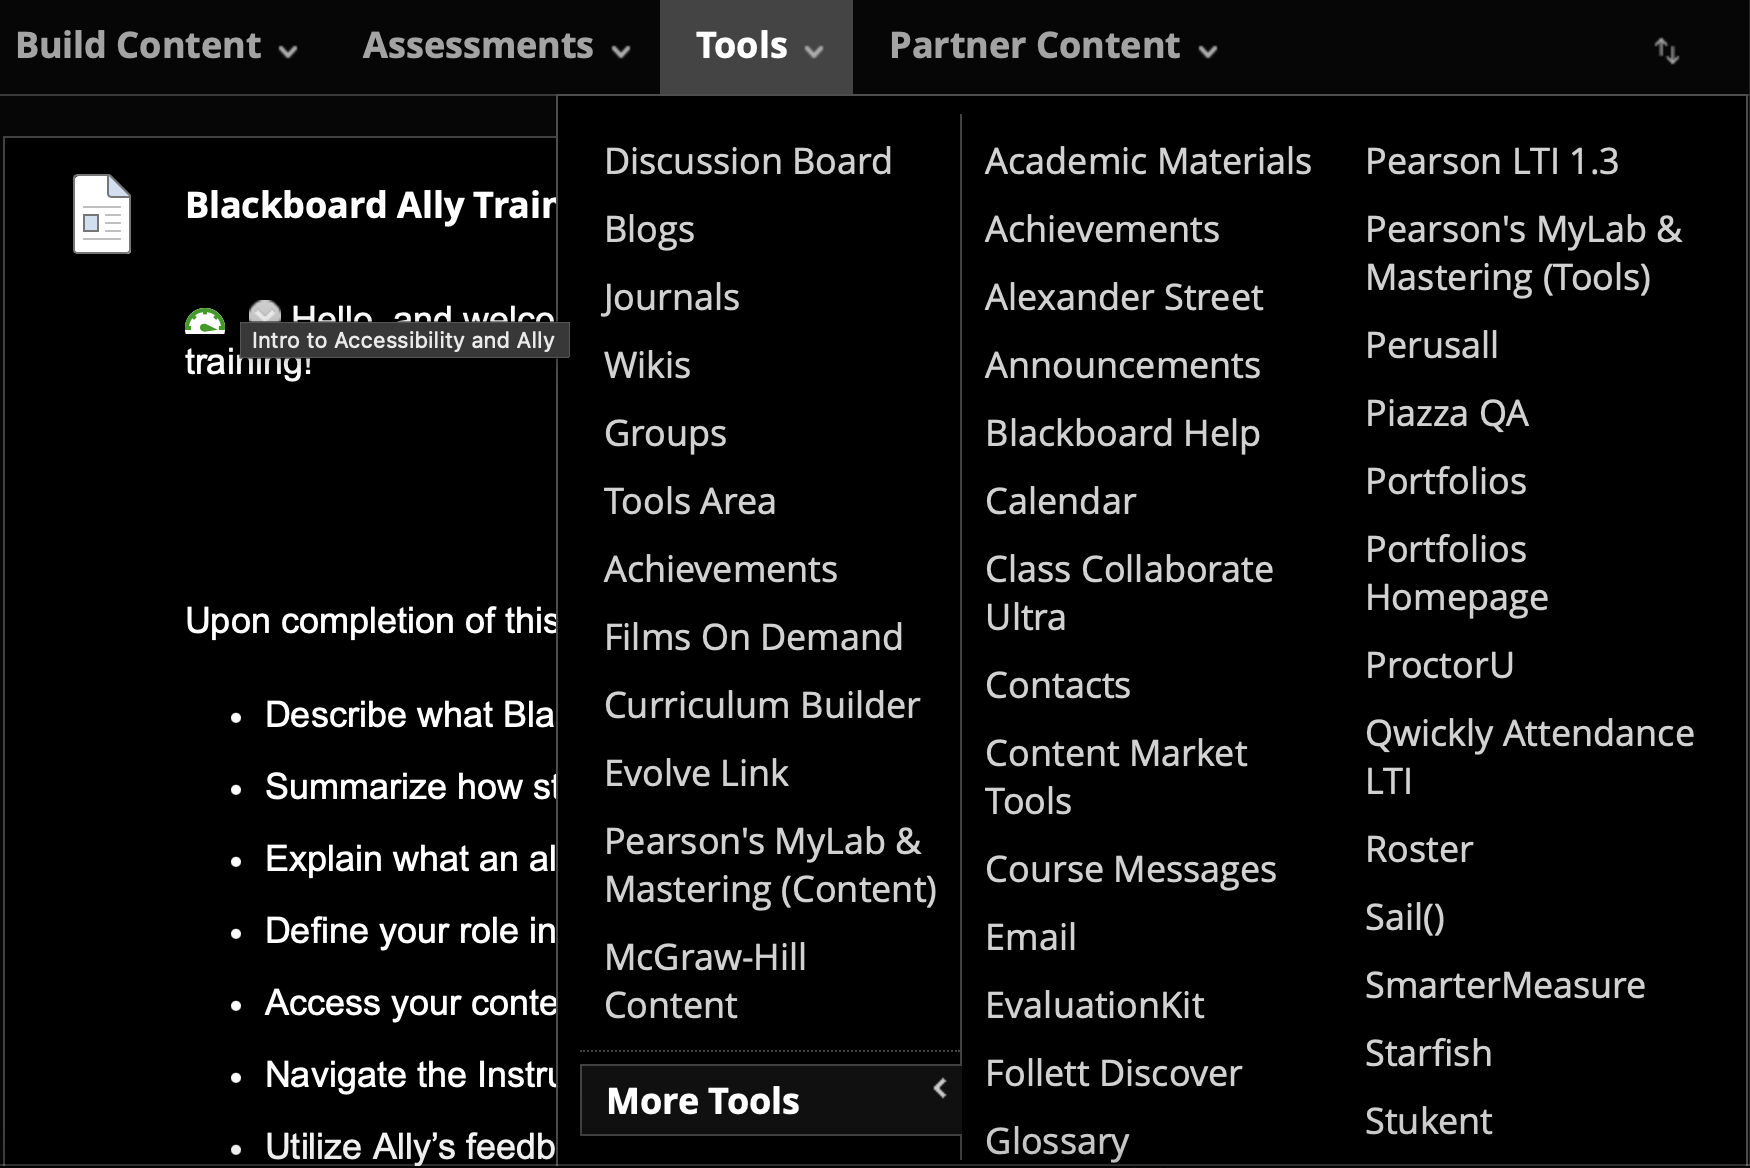 Build Content
Assessments
Tools
Partner Content
Blackboard Ally Train
Hello, and welco
Intro to Accessibility and Ally
training!
Upon completion of this
• Describe what Bla
• Summarize how st
• Explain what an al
• Define your role in
• Access your conte
• Navigate the Instru
• Utilize Ally’s feedb
Discussion Board
Blogs
Journals
Wikis
Groups
Tools Area
Achievements
Films On Demand
Curriculum Builder
Evolve Link
Pearson's MyLab &
Mastering (Content)
McGraw-Hill
Content
More Tools
Academic Materials
Achievements
Alexander Street
Announcements
Blackboard Help
Calendar
Class Collaborate
Ultra
Contacts
Content Market
Tools
Course Messages
Email
EvaluationKit
Follett Discover
Glossary
Pearson LTI 1.3
Pearson's MyLab &
Mastering (Tools)
Perusall
Piazza QA
Portfolios
Portfolios
Homepage
ProctorU
Qwickly Attendance
LTI
Roster
Sail()
SmarterMeasure
Starfish
Stukent